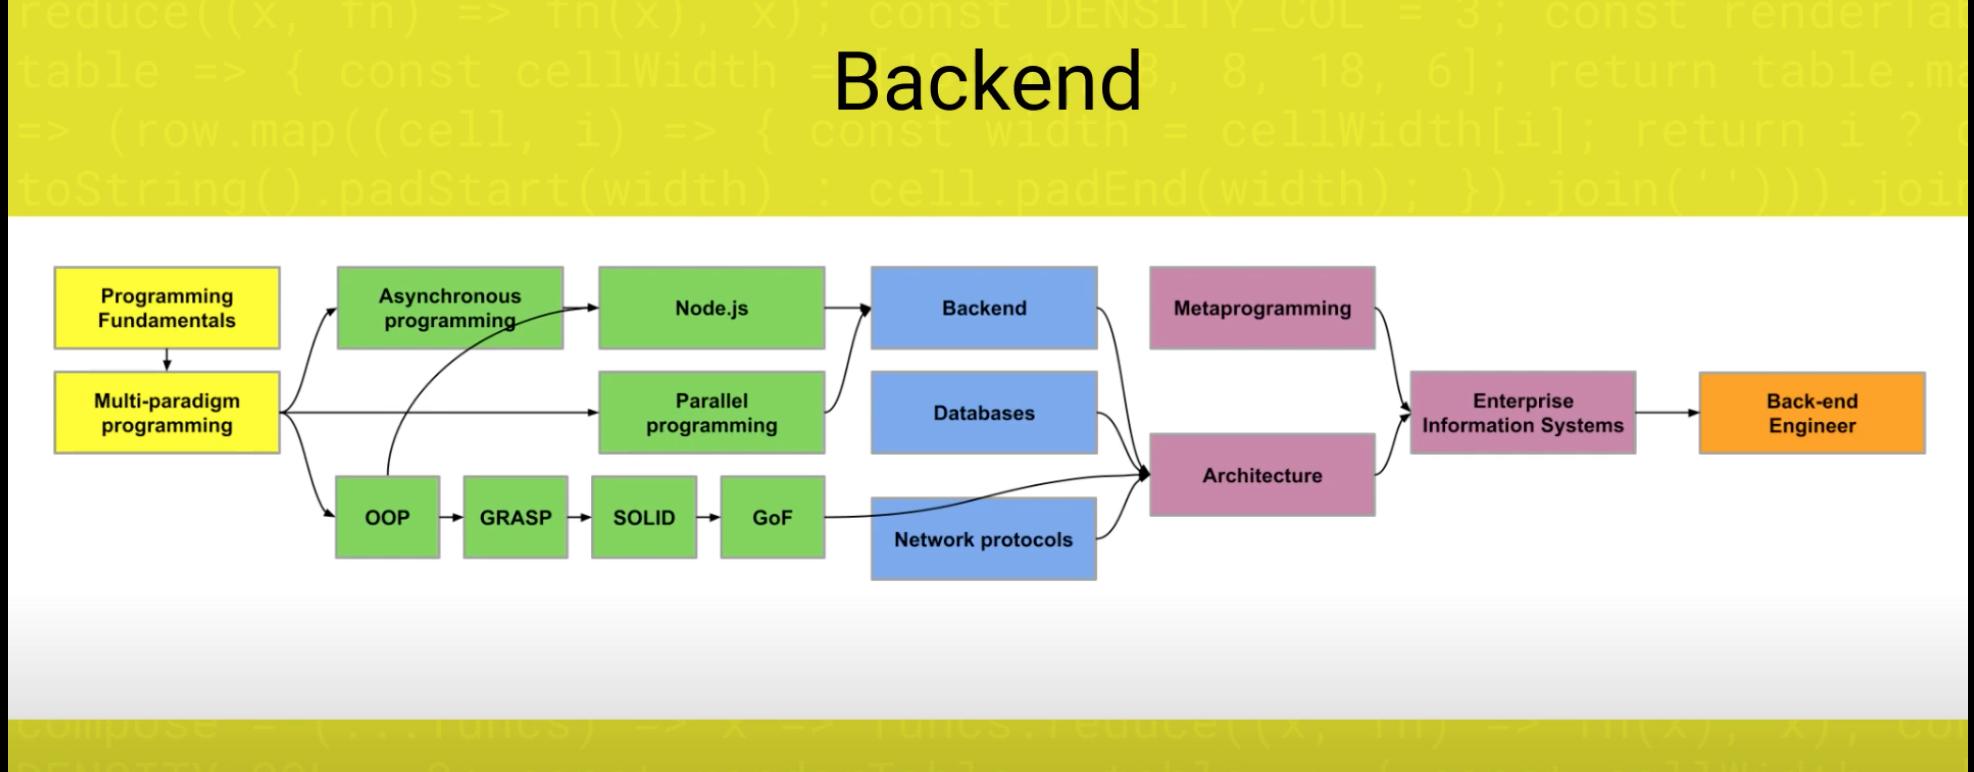 reduce((x, fn) => fn(x), x); const DENSITY_COL = 3; const renderTab
table => { const cellWidth = [18, 10, 8, 8, 18, 6]; return table.ma
=> (row.map((cell, i) => { const width = cellWidth[i]; return i ? c
toString().padStart(width) : cell.padEnd(width); }).join(''))).join
Backend
Programming
Fundamentals
Asynchronous
programming
Node.js
Backend
Metaprogramming
Multi-paradigm
programming
Parallel
programming
Databases
Enterprise
Information Systems
Back-end
Engineer
Architecture
OOP
GRASP
SOLID
GoF
Network protocols
compose = (...funcs) => x => funcs.reduce((x, fn) => fn(x), x); con